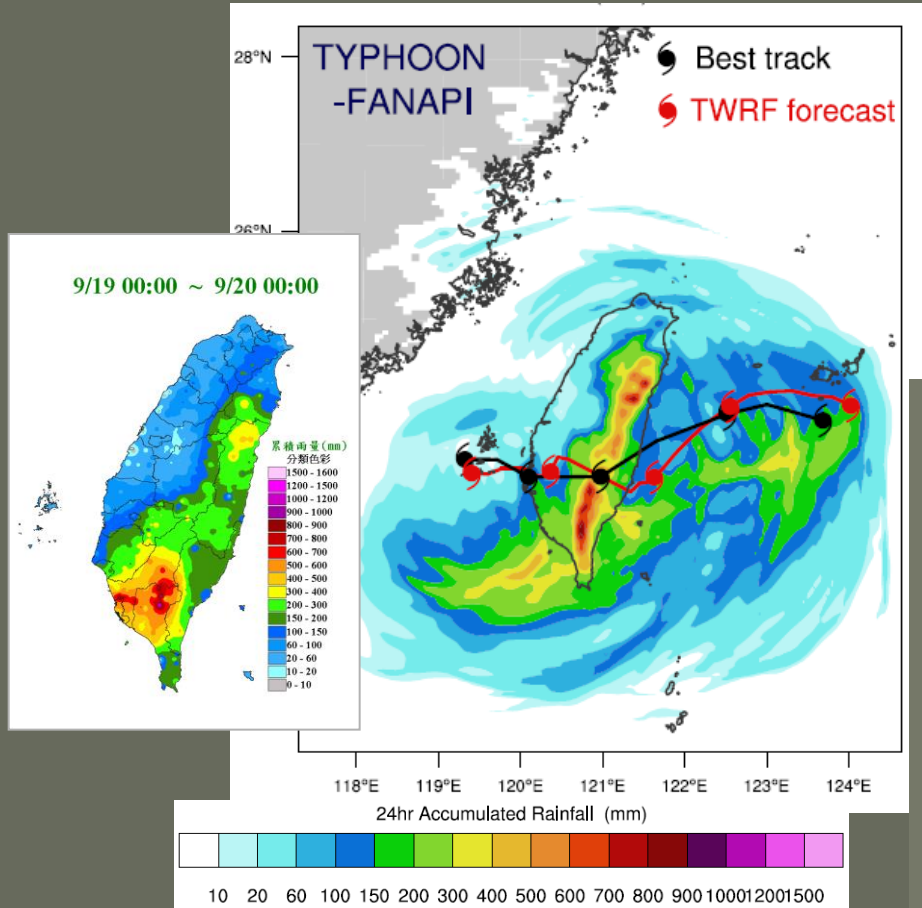 TYPHOON
-FANAPI
Best track
TWRF forecast
28°N
26°N
9/19 00:00 ~ 9/20 00:00
累積雨量(mm)
分類色彩
1500 - 1600
1200 - 1500
1000 - 1200
900 - 1000
800 - 900
700 - 800
600 - 700
500 - 600
400 - 500
300 - 400
200 - 300
150 - 200
100 - 150
60 - 100
20 - 60
10 - 20
0 - 10
118°E 119°E 120°E 121°E 122°E 123°E 124°E
24hr Accumulated Rainfall (mm)
10 20 60 100 150 200 300 400 500 600 700 800 900 1000 1200 1500